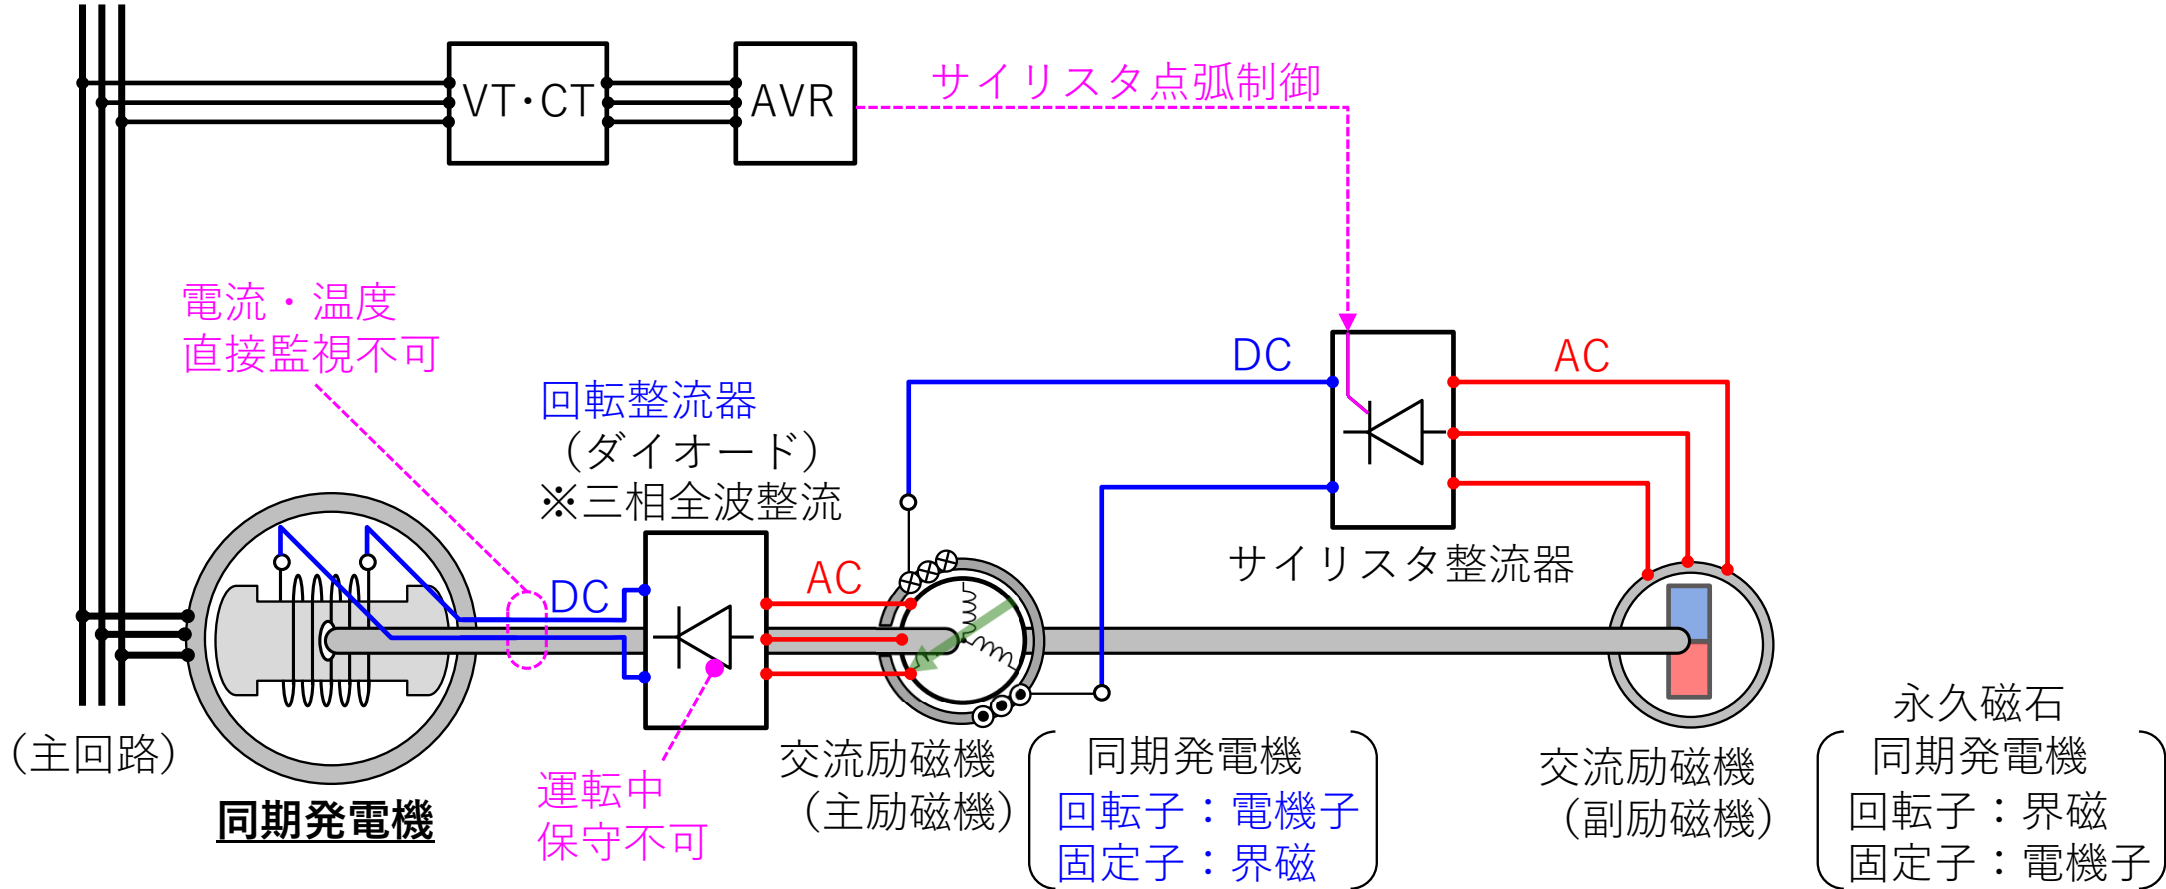 VT・CT
AVR
サイリスタ点弧制御
電流・温度
直接監視不可
回転整流器
（ダイオード）
※三相全波整流
DC
AC
DC
AC
サイリスタ整流器
（主回路）
同期発電機
運転中
保守不可
交流励磁機
（主励磁機）
同期発電機
回転子：電機子
固定子：界磁
交流励磁機
（副励磁機）
永久磁石
同期発電機
回転子：界磁
固定子：電機子